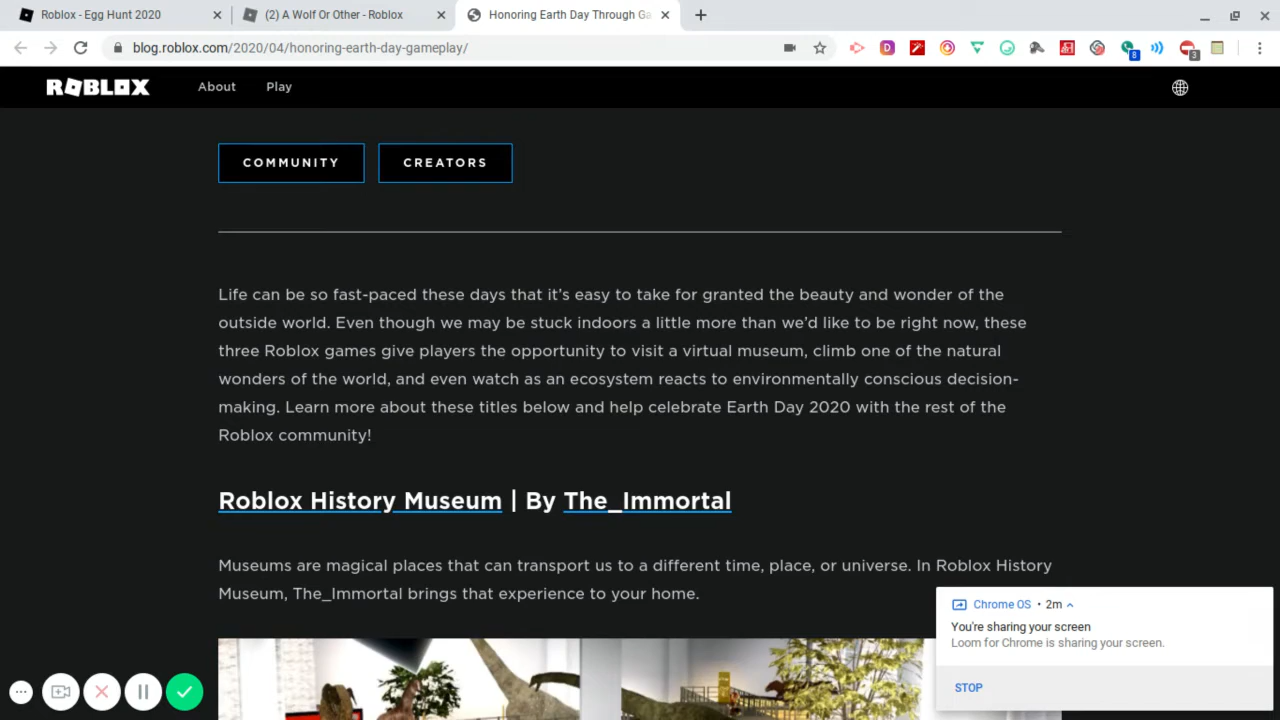 Roblox - Egg Hunt 2020
(2) A Wolf Or Other - Roblox
Honoring Earth Day Through Ga
blog.roblox.com/2020/04/honoring-earth-day-gameplay/
8
3
ROBLOX
About
Play
COMMUNITY
CREATORS
Life can be so fast-paced these days that it’s easy to take for granted the beauty and wonder of the
outside world. Even though we may be stuck indoors a little more than we’d like to be right now, these
three Roblox games give players the opportunity to visit a virtual museum, climb one of the natural
wonders of the world, and even watch as an ecosystem reacts to environmentally conscious decision-
making. Learn more about these titles below and help celebrate Earth Day 2020 with the rest of the
Roblox community!
Roblox History Museum | By The_Immortal
Museums are magical places that can transport us to a different time, place, or universe. In Roblox History
Museum, The_Immortal brings that experience to your home.
Chrome OS • 2m
You're sharing your screen
Loom for Chrome is sharing your screen.
STOP